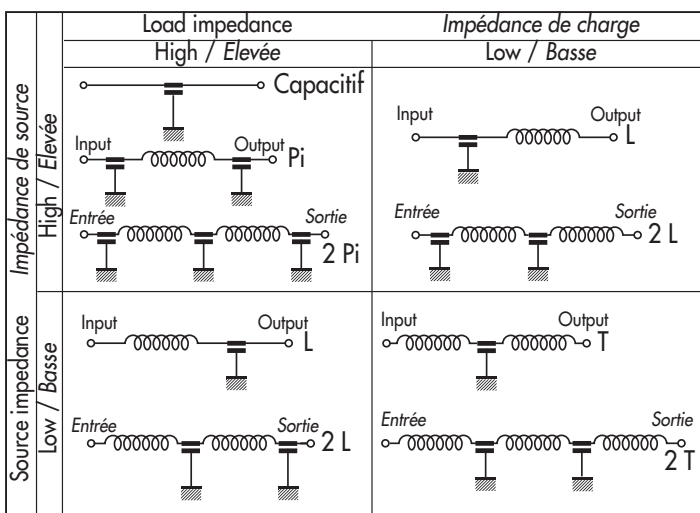 Load impedance Impédance de charge
High / Elevée Low / Basse
Impédance de source
High / Elevée
Capacitif
Input Output Pi
Entrée Sortie
2 Pi
Input Output
L
Entrée Sortie
2 L
Source impedance
Low / Basse
Input Output
L
Entrée Sortie 2 L
Input Output
T
Entrée Sortie
2 T